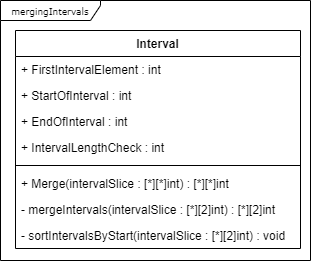 mergingIntervals
Interval
+ FirstIntervalElement : int
+ StartOfInterval : int
+ EndOfInterval : int
+ IntervalLengthCheck : int
+ Merge(intervalSlice : [*][*]int) : [*][*]int
- mergeIntervals(intervalSlice : [*][2]int) : [*][2]int
- sortIntervalsByStart(intervalSlice : [*][2]int) : void